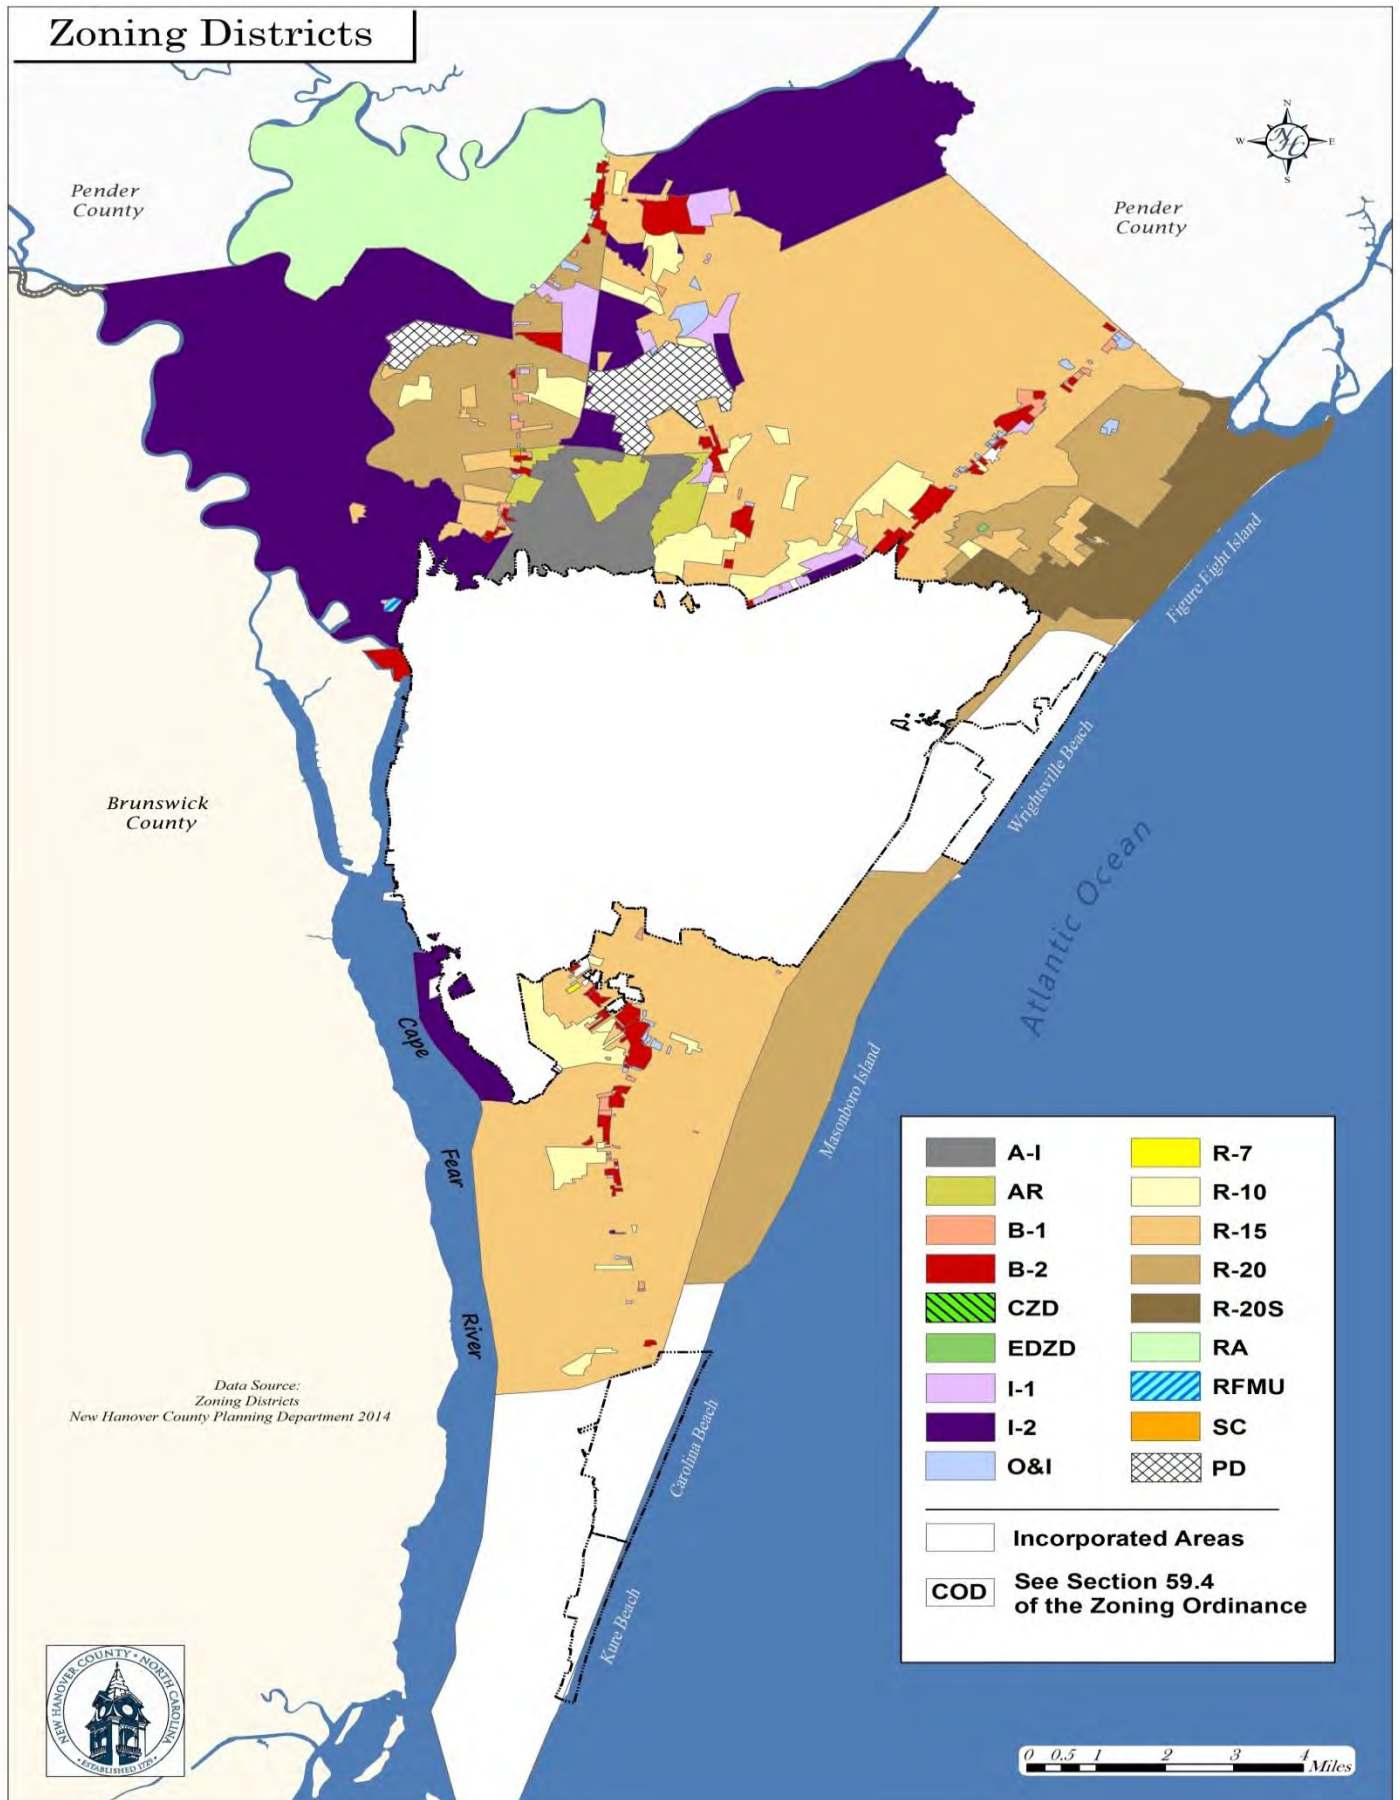 Zoning Districts
N
W
E
S
NH
Pender
County
Pender
County
Figure Eight Island
Wrightsville Beach
Brunswick
County
Atlantic Ocean
Cape
Masonboro Island
Fear
River
A-I
AR
B-1
B-2
CZD
EDZD
I-1
I-2
O&I
R-7
R-10
R-15
R-20
R-20S
RA
RFMU
SC
PD
Incorporated Areas
COD
See Section 59.4
of the Zoning Ordinance
Data Source:
Zoning Districts
New Hanover County Planning Department 2014
Carolina Beach
Kure Beach
NEW HANOVER COUNTY • NORTH CAROLINA
• ESTABLISHED 1729 •
0 0.5 1 2 3 4
Miles